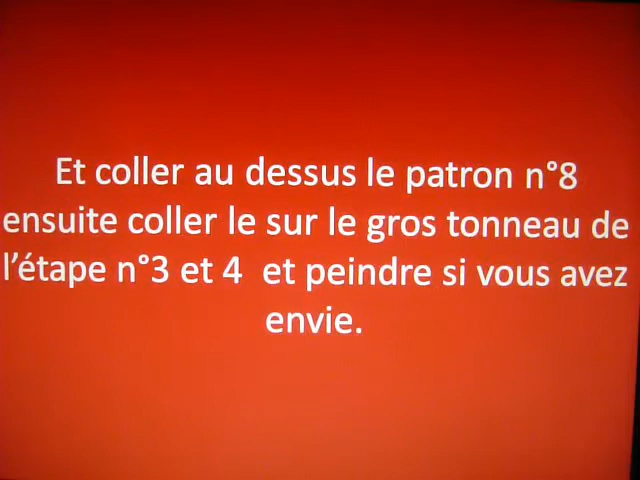 Et coller au dessus le patron n°8
ensuite coller le sur le gros tonneau de
l’étape n°3 et 4  et peindre si vous avez
envie.